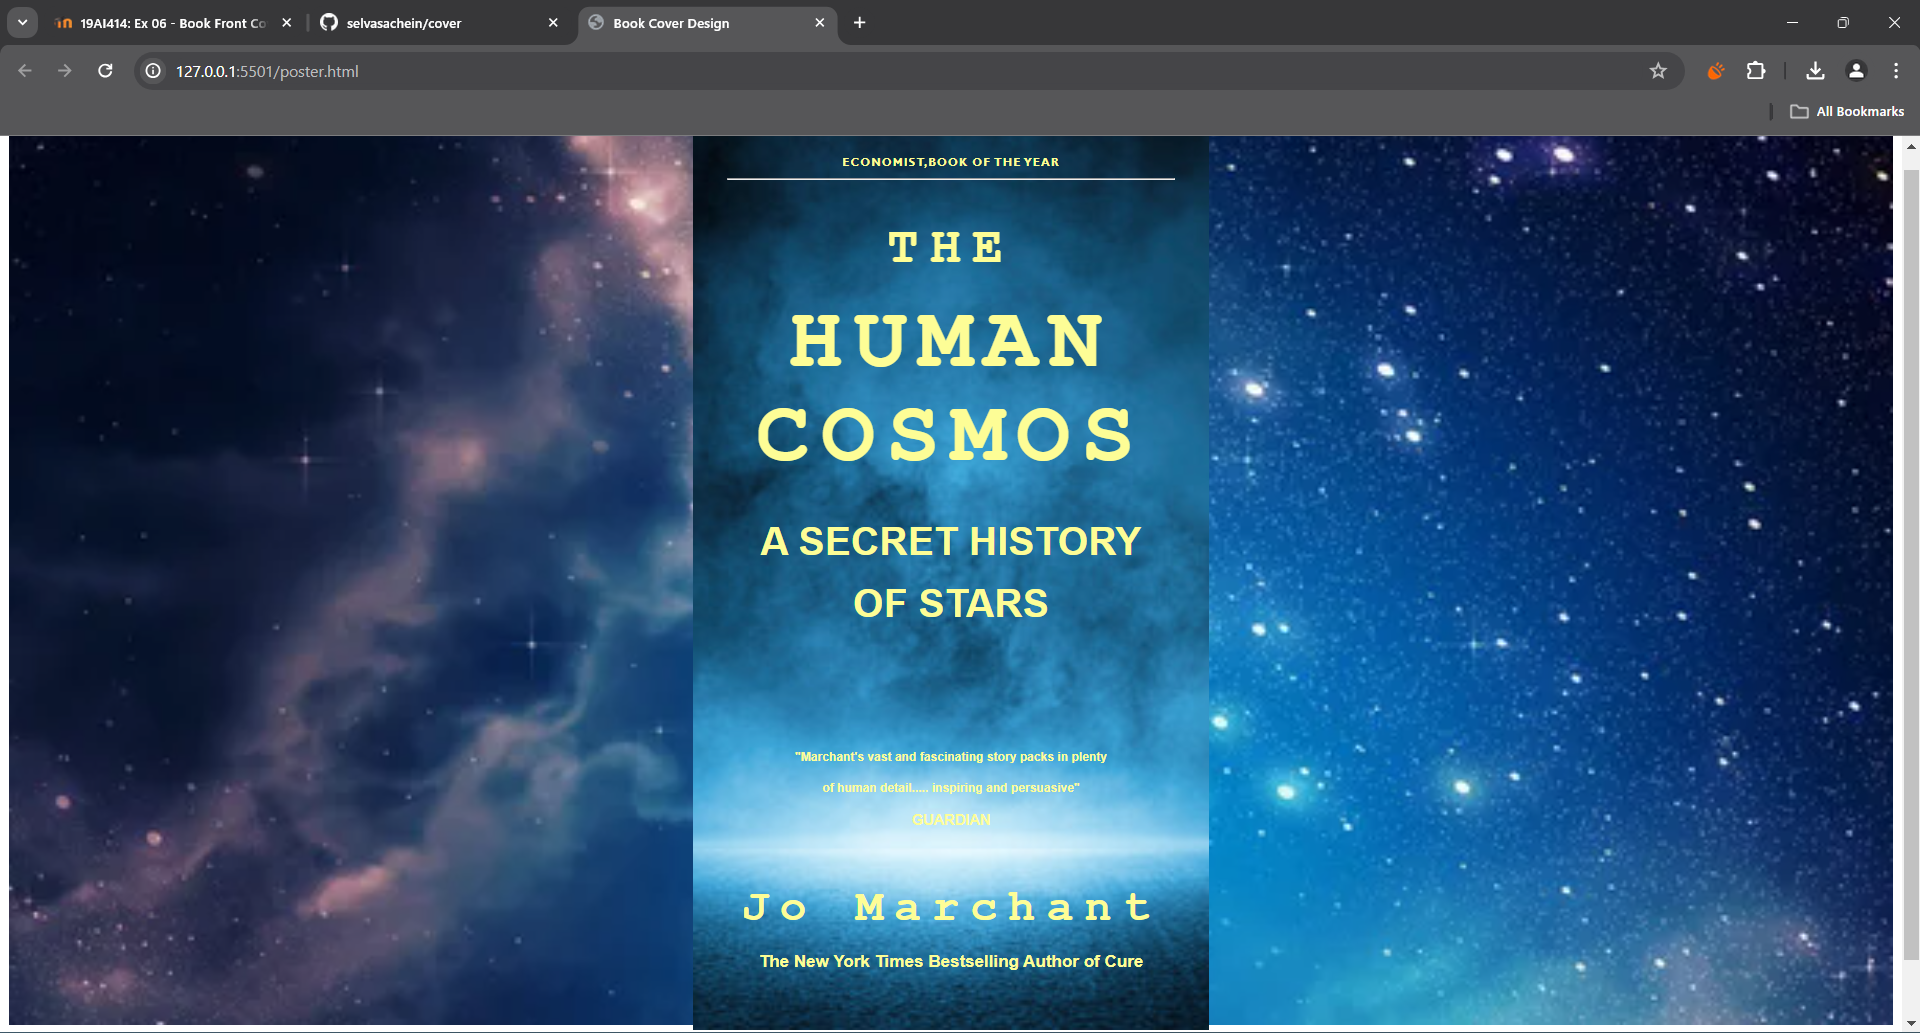 19AI414: Ex 06 - Book Front Co
selvasachein/cover
Book Cover Design
127.0.0.1:5501/poster.html
All Bookmarks
ECONOMIST,BOOK OF THE YEAR
THE
HUMAN
COSMOS
A SECRET HISTORY
OF STARS
"Marchant's vast and fascinating story packs in plenty
of human detail..... inspiring and persuasive"
GUARDIAN
Jo Marchant
The New York Times Bestselling Author of Cure